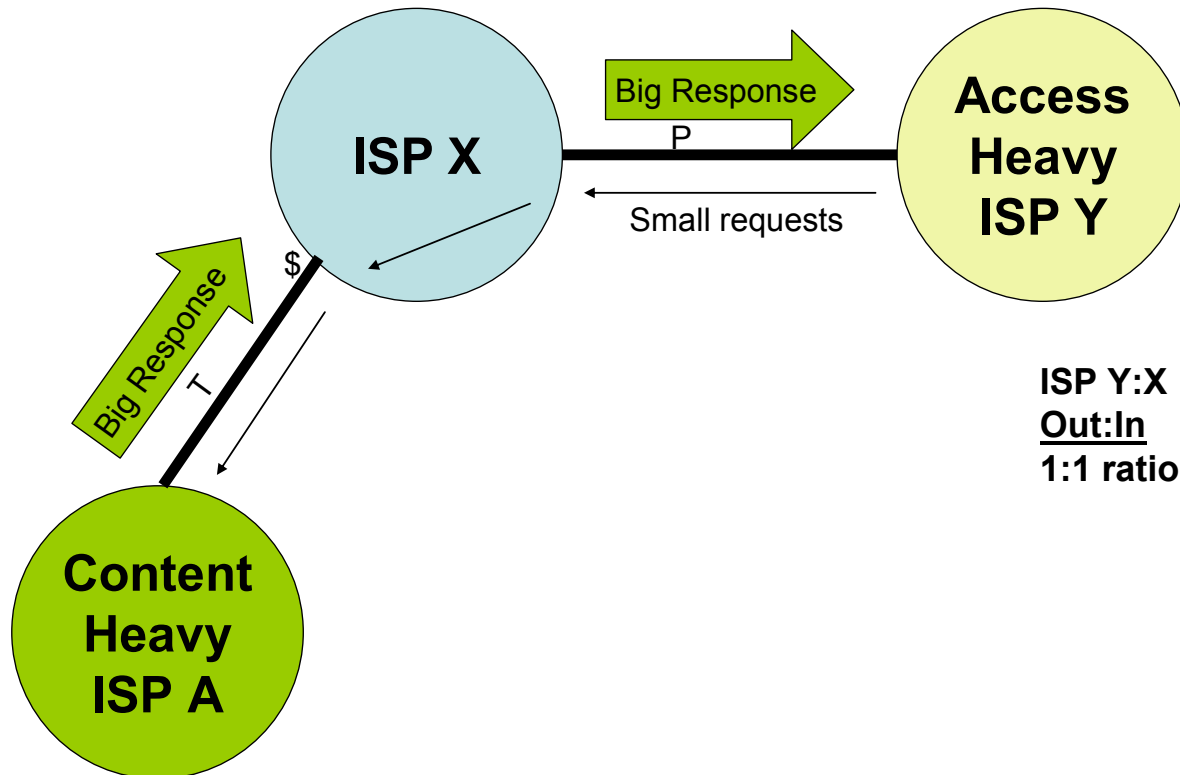 Big Response
P
ISP X
Access
Heavy
ISP Y
Small requests
$
Big Response
T
ISP Y:X
Out:In
1:1 ratio
Content
Heavy
ISP A